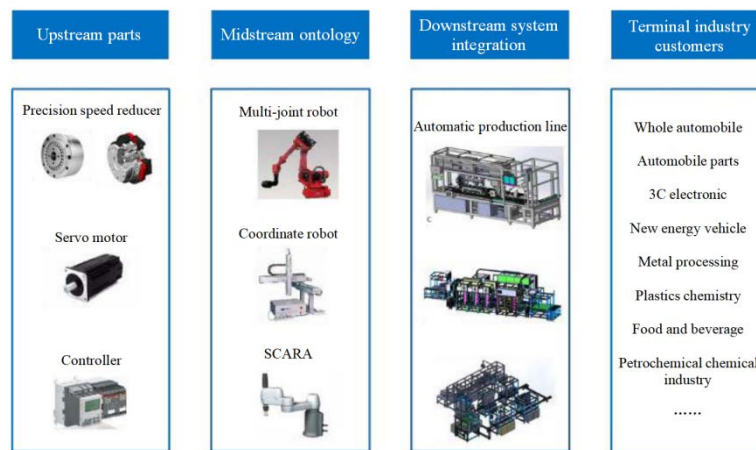 Upstream parts
Midstream ontology
Downstream system
integration
Terminal industry
customers
Precision speed reducer
Servo motor
Controller
Multi-joint robot
Coordinate robot
SCARA
Automatic production line
C
Whole automobile
Automobile parts
3C electronic
New energy vehicle
Metal processing
Plastics chemistry
Food and beverage
Petrochemical chemical
industry
……